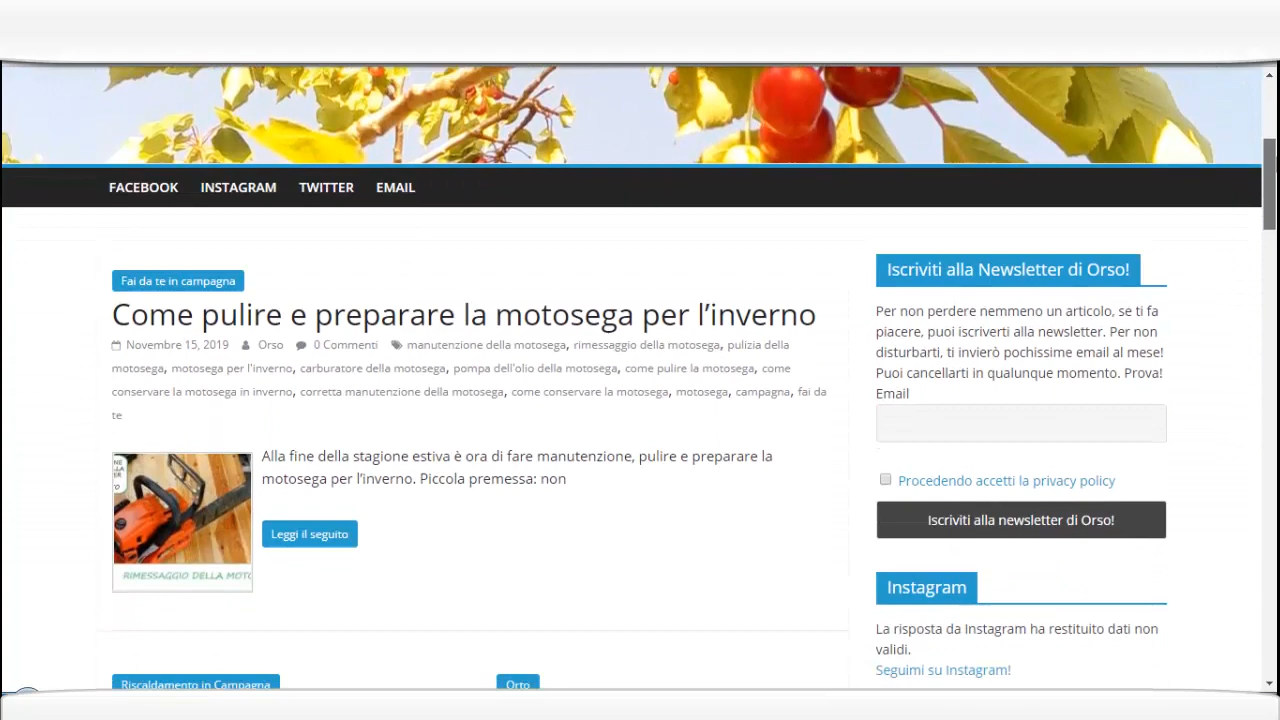 FACEBOOK INSTAGRAM TWITTER EMAIL
Fai da te in campagna
Come pulire e preparare la motosega per l’inverno
Novembre 15, 2019 Orso 0 Commenti manutenzione della motosega, rimessaggio della motosega, pulizia della
motosega, motosega per l'inverno, carburatore della motosega, pompa dell'olio della motosega, come pulire la motosega, come
conservare la motosega in inverno, corretta manutenzione della motosega, come conservare la motosega, motosega, campagna, fai da
te
RIMESSAGGIO DELLA MOTO
Alla fine della stagione estiva è ora di fare manutenzione, pulire e preparare la
motosega per l’inverno. Piccola premessa: non
Leggi il seguito
Riscaldamento in Campagna
Orto
Iscriviti alla Newsletter di Orso!
Per non perdere nemmeno un articolo, se ti fa
piacere, puoi iscriverti alla newsletter. Per non
disturbarti, ti invierò pochissime email al mese!
Puoi cancellarti in qualunque momento. Prova!
Email
Procedendo accetti la privacy policy
Iscriviti alla newsletter di Orso!
Instagram
La risposta da Instagram ha restituito dati non
validi.
Seguimi su Instagram!